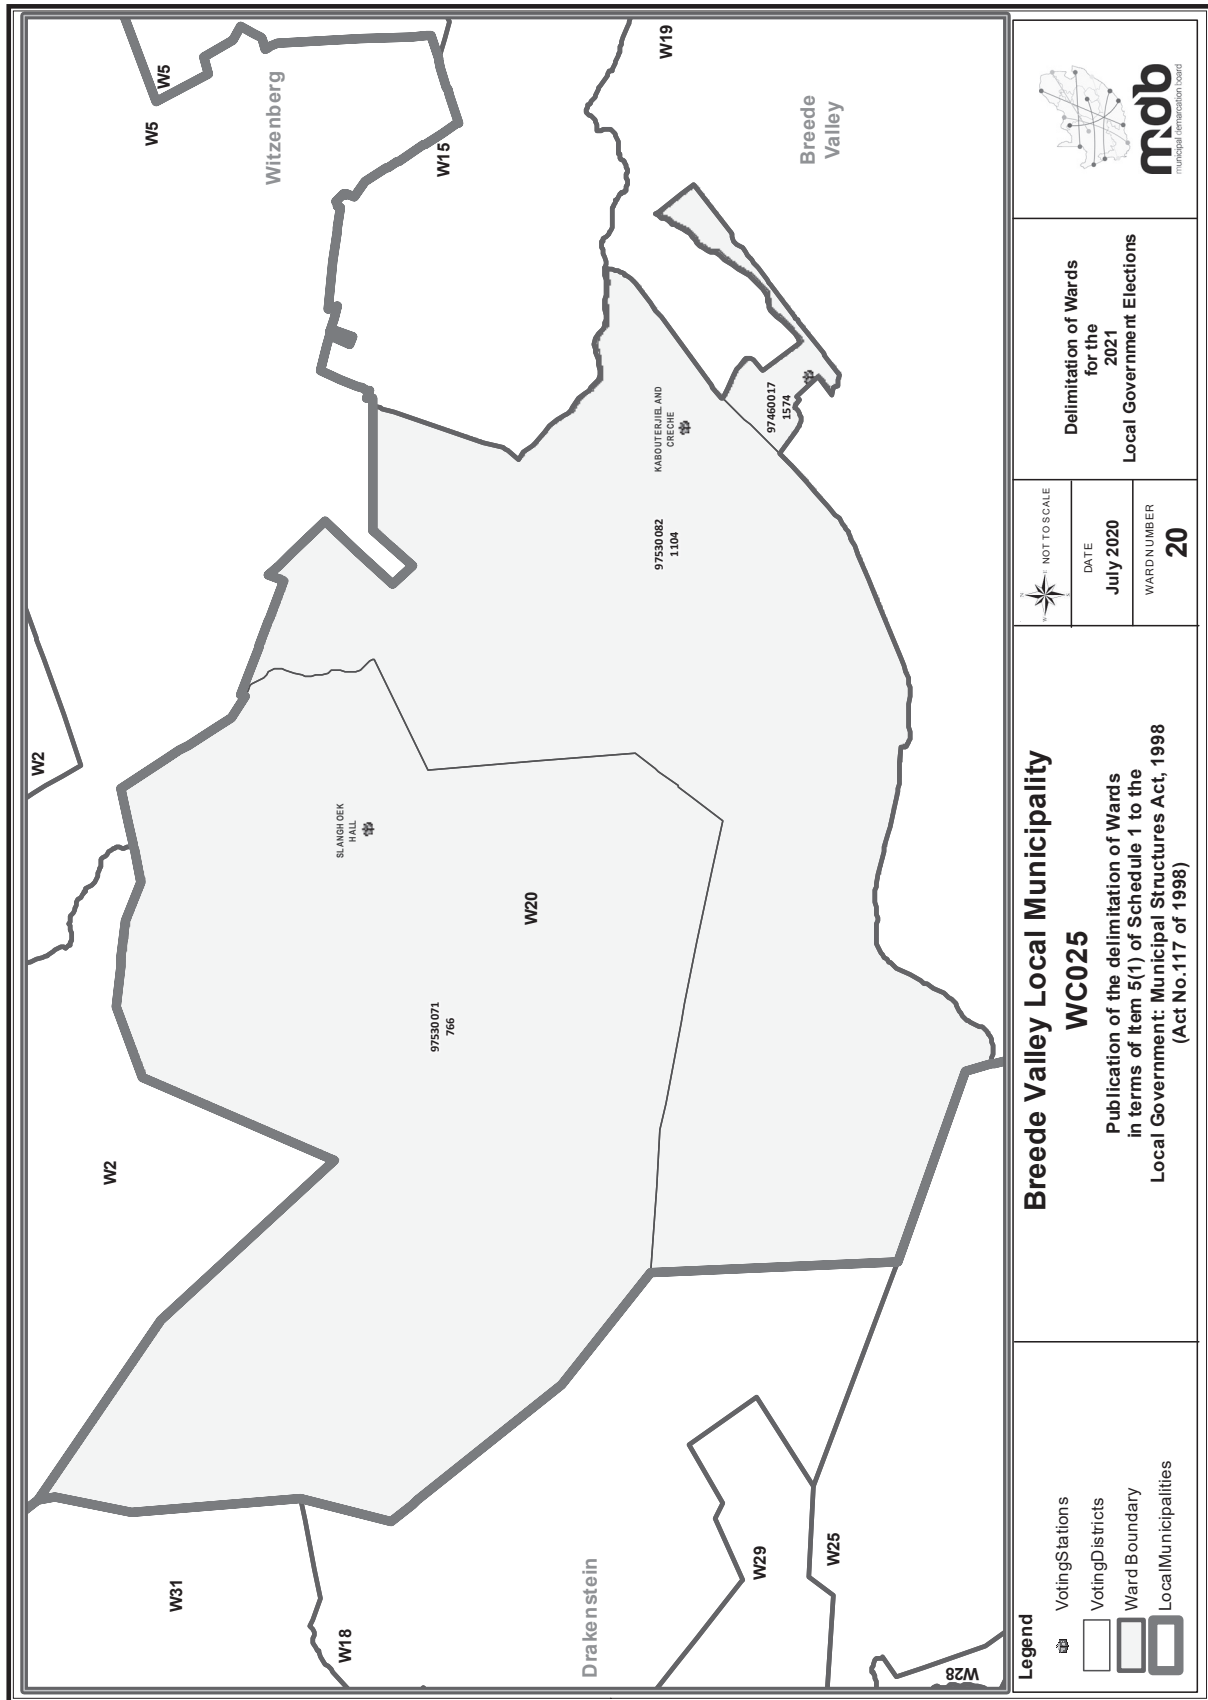 W5
W5
Witzenberg
W15
W19
Breede
Valley
W2
W2
KABOUTERJIELAND
CRECHE
97460017
1574
97530082
1104
SLANGHOEK
HALL
W20
97530071
766
W31
W18
Drakenstein
W29
W25
W28
Legend
VotingStations
VotingDistricts
Ward Boundary
LocalMunicipalities
Breede Valley Local Municipality
WC025
Publication of the delimitation of Wards
in terms of Item 5(1) of Schedule 1 to the
Local Government: Municipal Structures Act, 1998
(Act No.117 of 1998)
N
W
E
S
NOT TO SCALE
DATE
July 2020
WARD NUMBER
20
Delimitation of Wards
for the
2021
Local Government Elections
mdb
municipal demarcation board